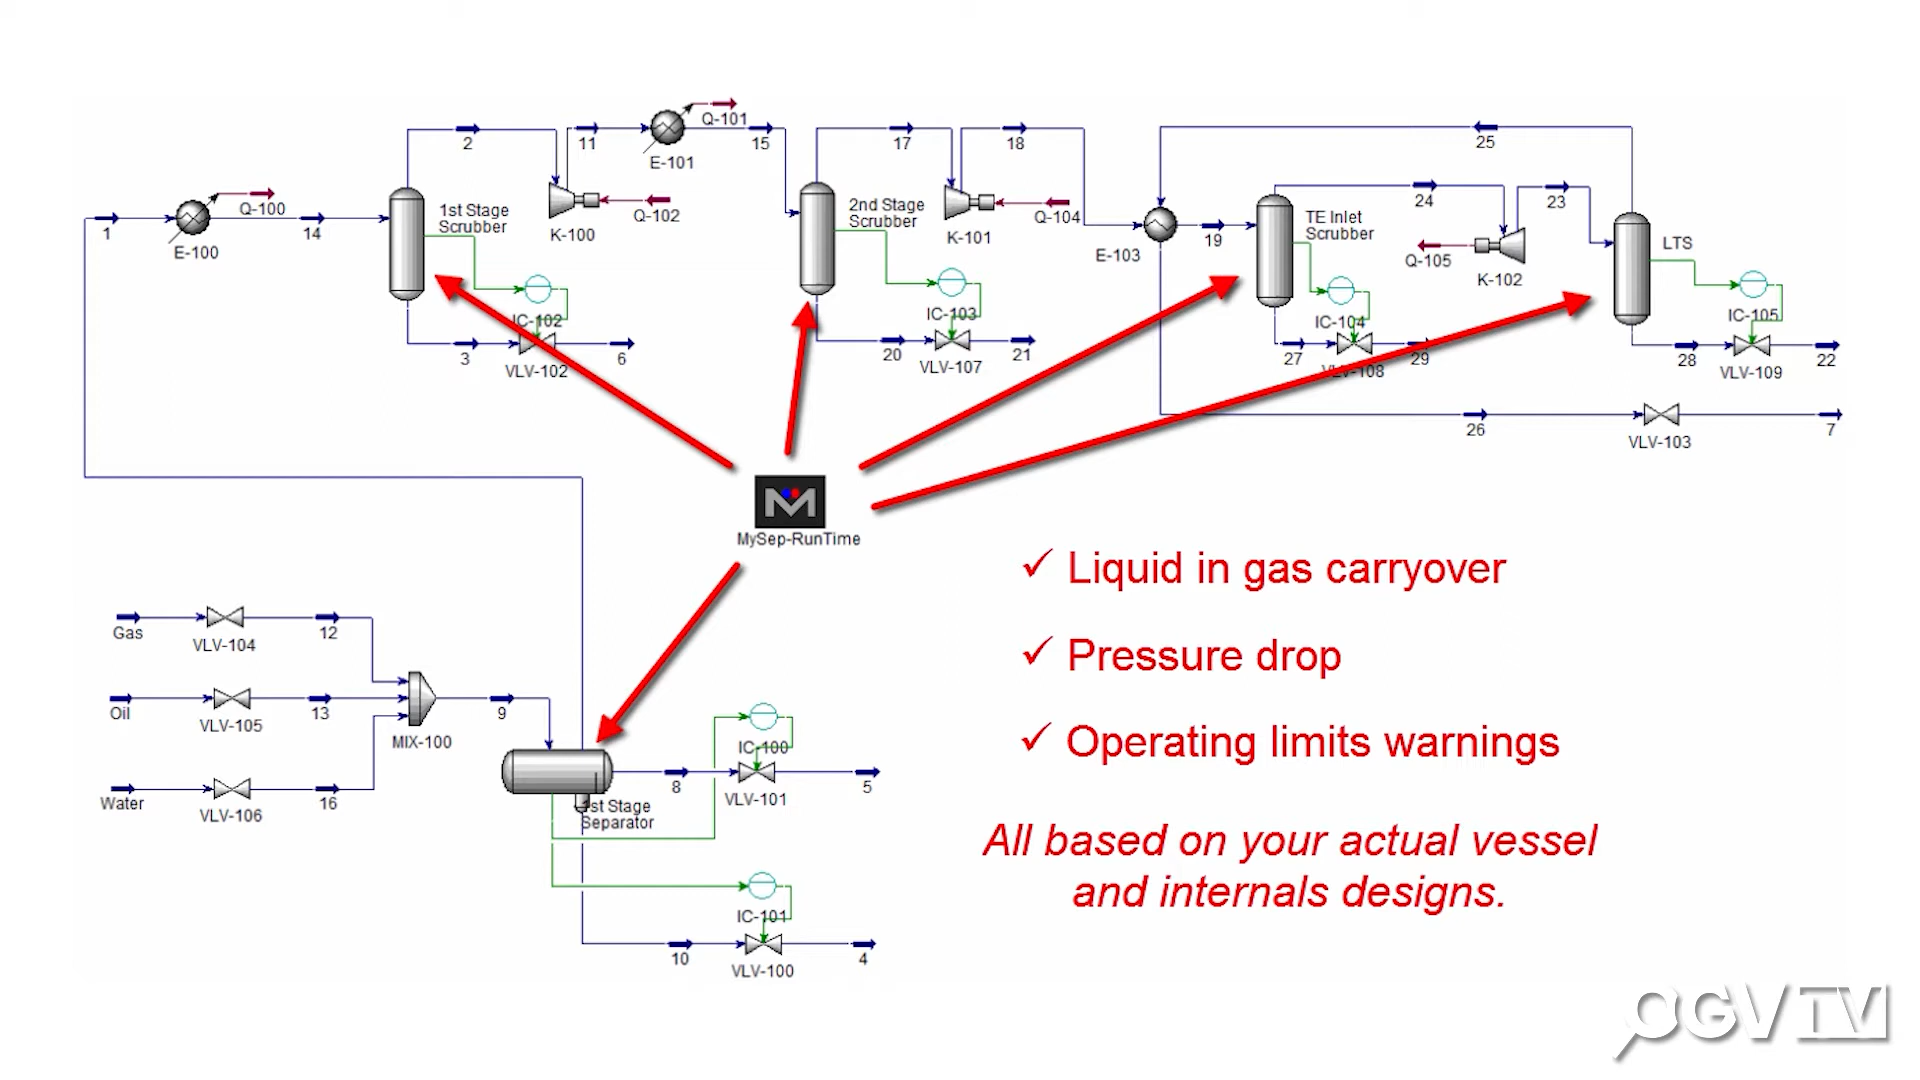 Q-101
2
11
15
17
18
25
E-101
Q-100
1st Stage
Scrubber
Q-102
2nd Stage
Scrubber
Q-104
24
23
TE Inlet
Scrubber
1
14
K-100
K-101
19
LTS
E-100
E-103
Q-105
K-102
IC-102
IC-103
IC-104
IC-105
3
6
20
21
27
29
28
22
VLV-102
VLV-107
VLV-108
VLV-109
26
7
VLV-103
M
MySep-RunTime
✓ Liquid in gas carryover
✓ Pressure drop
✓ Operating limits warnings
All based on your actual vessel
and internals designs.
Gas
12
VLV-104
Oil
13
9
VLV-105
MIX-100
IC-100
8
5
VLV-101
Water
16
VLV-106
1st Stage
Separator
IC-101
10
4
VLV-100
OGVTV